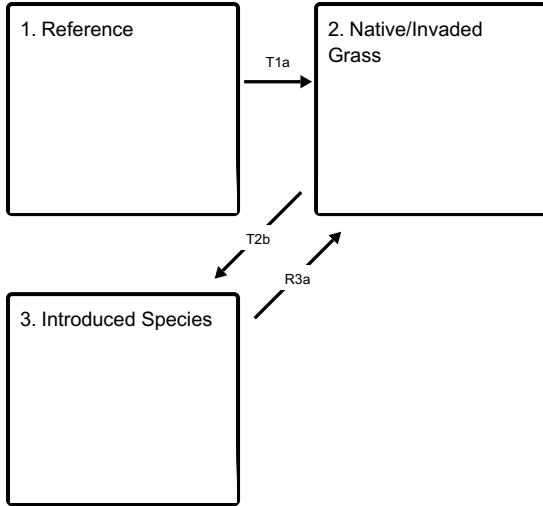 1. Reference
2. Native/Invaded
Grass
T1a
T2b
R3a
3. Introduced Species